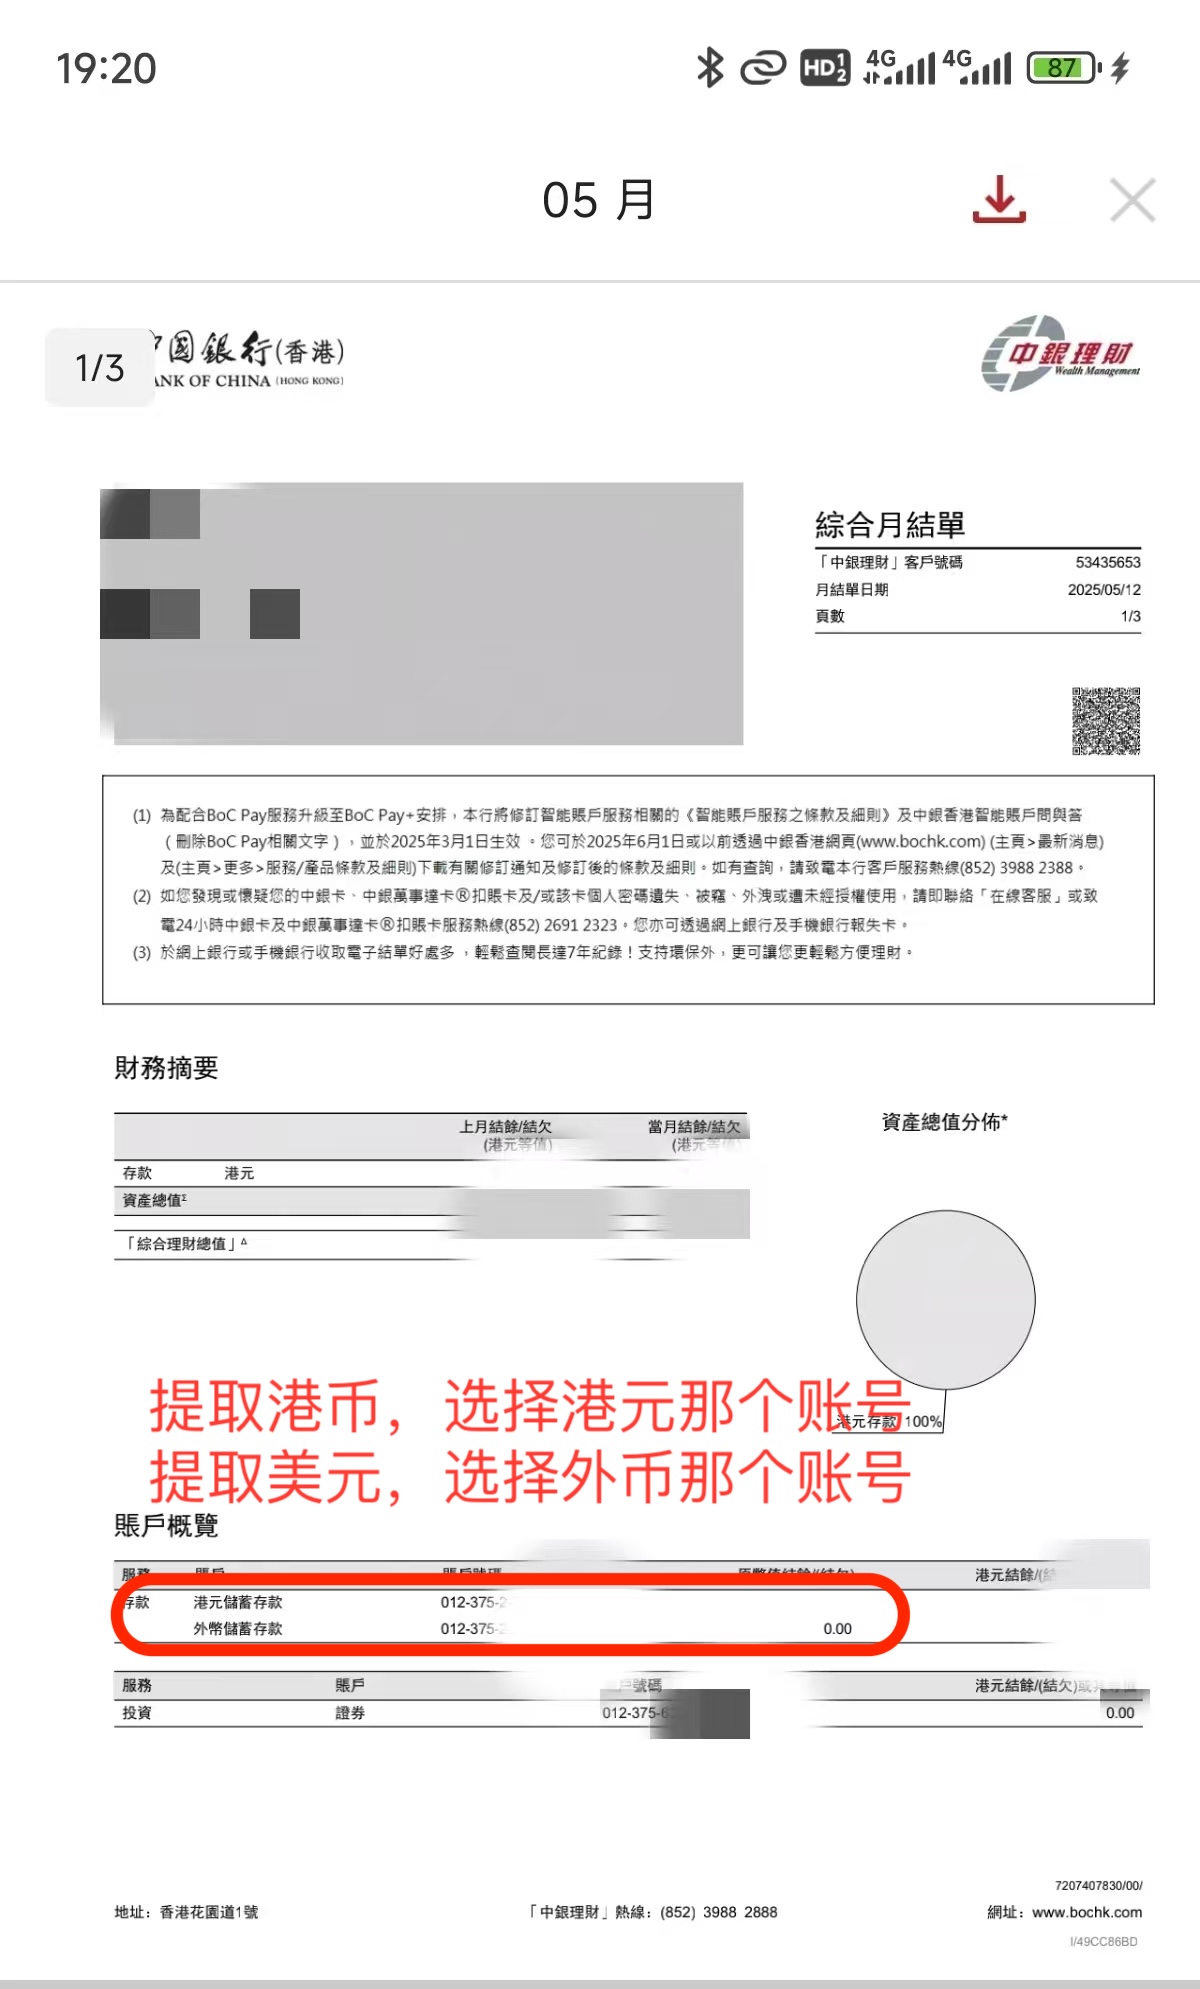 19:20
HD 1 2 4G 4G 87
05 月
1/3
國銀行(香港)
ANK OF CHINA (HONG KONG)
中銀理財
Wealth Management
綜合月結單
「中銀理財」客戶號碼 53435653
月結單日期 2025/05/12
頁數 1/3
(1) 為配合BoC Pay服務升級至BoC Pay+安排，本行將修訂智能賬戶服務相關的《智能賬戶服務之條款及細則》及中銀香港智能賬戶問與答
（刪除BoC Pay相關文字），並於2025年3月1日生效。您可於2025年6月1日或以前透過中銀香港網頁(www.bochk.com) (主頁>最新消息)
及(主頁>更多>服務/產品條款及細則)下載有關修訂通知及修訂後的條款及細則。如有查詢，請致電本行客戶服務熱線(852) 3988 2388。
(2) 如您發現或懷疑您的中銀卡、中銀萬事達卡®扣賬卡及/或該卡個人密碼遺失、被竊、外洩或遭未經授權使用，請即聯絡「在線客服」或致
電24小時中銀卡及中銀萬事達卡®扣賬卡服務熱線(852) 2691 2323。您亦可透過網上銀行及手機銀行報失卡。
(3) 於網上銀行或手機銀行收取電子結單好處多，輕鬆查閱長達7年紀錄！支持環保外，更可讓您更輕鬆方便理財。
財務摘要
上月結餘/結欠 當月結餘/結欠
(港元等值) (港元等值)
存款 港元
資產總值Σ
「綜合理財總值」Δ
資產總值分佈*
港元存款 100%
提取港币，选择港元那个账号
提取美元，选择外币那个账号
賬戶概覽
服務 賬戶 賬戶號碼 原幣值結餘/(結欠) 港元結餘/(結
存款 港元儲蓄存款 012-375-2
外幣儲蓄存款 012-375-2 0.00
服務 賬戶 戶號碼 港元結餘/(結欠)或其等值
投資 證券 012-375-6 0.00
7207407830/00/
地址：香港花園道1號 「中銀理財」熱線：(852) 3988 2888 網址：www.bochk.com
I/49CC86BD